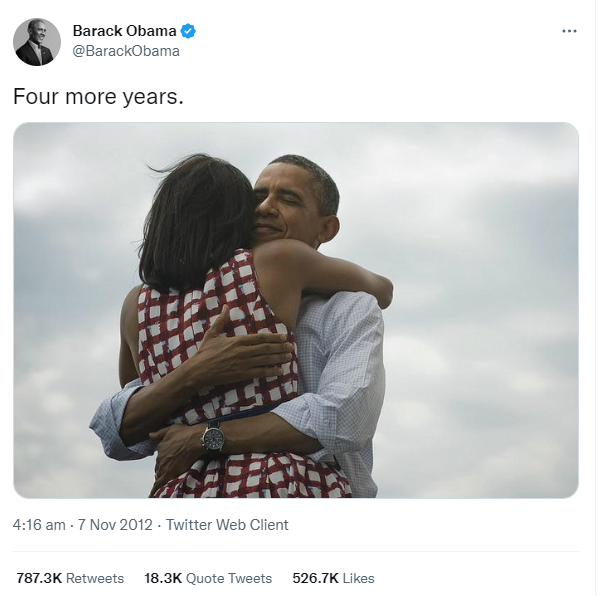 Barack Obama
@BarackObama
Four more years.
4:16 am · 7 Nov 2012 · Twitter Web Client
787.3K Retweets 18.3K Quote Tweets 526.7K Likes